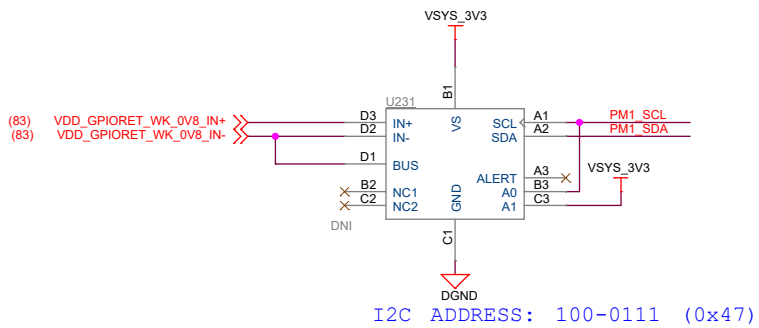 VSYS_3V3
B1
U231
(83) VDD_GPIORET_WK_0V8_IN+ D3 IN+ VS SCL A1 PM1_SCL
(83) VDD_GPIORET_WK_0V8_IN- D2 IN- SDA A2 PM1_SDA
D1 BUS
VSYS_3V3
ALERT A3
B2 NC1 A0 B3
C2 NC2 GND A1 C3
DNI
C1
DGND
I2C ADDRESS: 100-0111 (0x47)